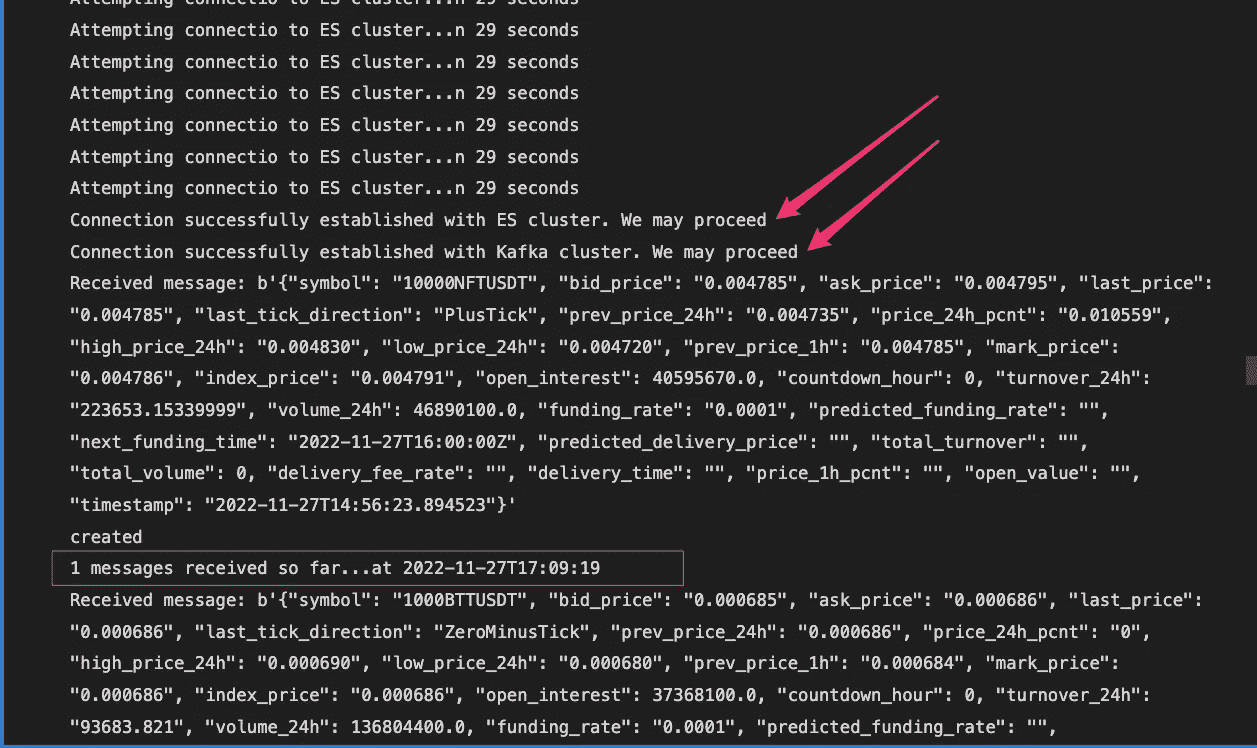 Attempting connectio to ES cluster...n 29 seconds
Attempting connectio to ES cluster...n 29 seconds
Attempting connectio to ES cluster...n 29 seconds
Attempting connectio to ES cluster...n 29 seconds
Attempting connectio to ES cluster...n 29 seconds
Attempting connectio to ES cluster...n 29 seconds
Attempting connectio to ES cluster...n 29 seconds
Connection successfully established with ES cluster. We may proceed
Connection successfully established with Kafka cluster. We may proceed
Received message: b'{"symbol": "10000NFTUSDT", "bid_price": "0.004785", "ask_price": "0.004795", "last_price":
"0.004785", "last_tick_direction": "PlusTick", "prev_price_24h": "0.004735", "price_24h_pcnt": "0.010559",
"high_price_24h": "0.004830", "low_price_24h": "0.004720", "prev_price_1h": "0.004785", "mark_price":
"0.004786", "index_price": "0.004791", "open_interest": 40595670.0, "countdown_hour": 0, "turnover_24h":
"223653.15339999", "volume_24h": 46890100.0, "funding_rate": "0.0001", "predicted_funding_rate": "",
"next_funding_time": "2022-11-27T16:00:00Z", "predicted_delivery_price": "", "total_turnover": "",
"total_volume": 0, "delivery_fee_rate": "", "delivery_time": "", "price_1h_pcnt": "", "open_value": "",
"timestamp": "2022-11-27T14:56:23.894523"}'
created
1 messages received so far...at 2022-11-27T17:09:19
Received message: b'{"symbol": "1000BTTUSDT", "bid_price": "0.000685", "ask_price": "0.000686", "last_price":
"0.000686", "last_tick_direction": "ZeroMinusTick", "prev_price_24h": "0.000686", "price_24h_pcnt": "0",
"high_price_24h": "0.000690", "low_price_24h": "0.000680", "prev_price_1h": "0.000684", "mark_price":
"0.000686", "index_price": "0.000686", "open_interest": 37368100.0, "countdown_hour": 0, "turnover_24h":
"93683.821", "volume_24h": 136804400.0, "funding_rate": "0.0001", "predicted_funding_rate": "",